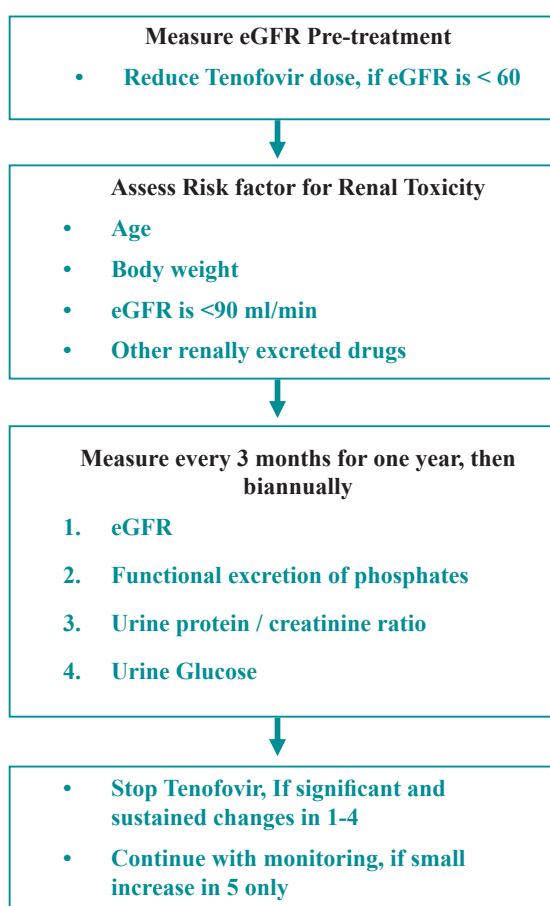 Measure eGFR Pre-treatment
• Reduce Tenofovir dose, if eGFR is < 60
Assess Risk factor for Renal Toxicity
• Age
• Body weight
• eGFR is <90 ml/min
• Other renally excreted drugs
Measure every 3 months for one year, then
biannually
1. eGFR
2. Functional excretion of phosphates
3. Urine protein / creatinine ratio
4. Urine Glucose
• Stop Tenofovir, If significant and
sustained changes in 1-4
• Continue with monitoring, if small
increase in 5 only